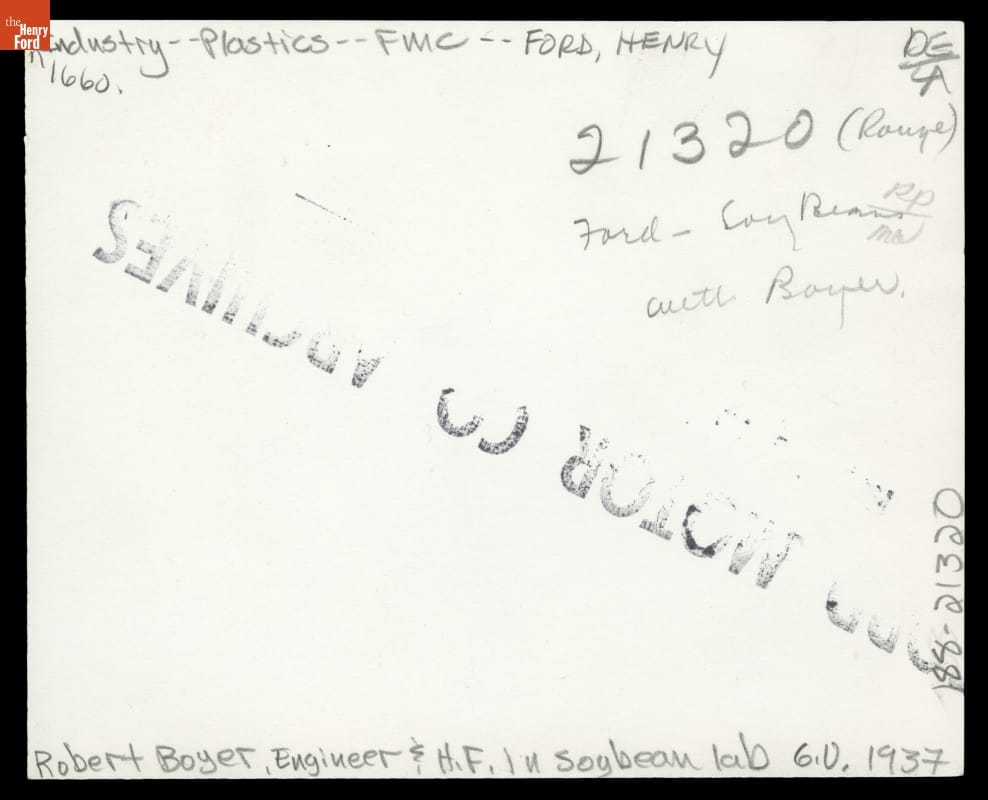 the Henry Ford
Industry--Plastics--FMC--FORD, HENRY
1660.
21320 (Rouge)
Ford - Soy Beans
with Boyer.
MOTOR CO ARCHIVES
188-21320
Robert Boyer, Engineer & H.F. In soybean lab 6.0. 1937